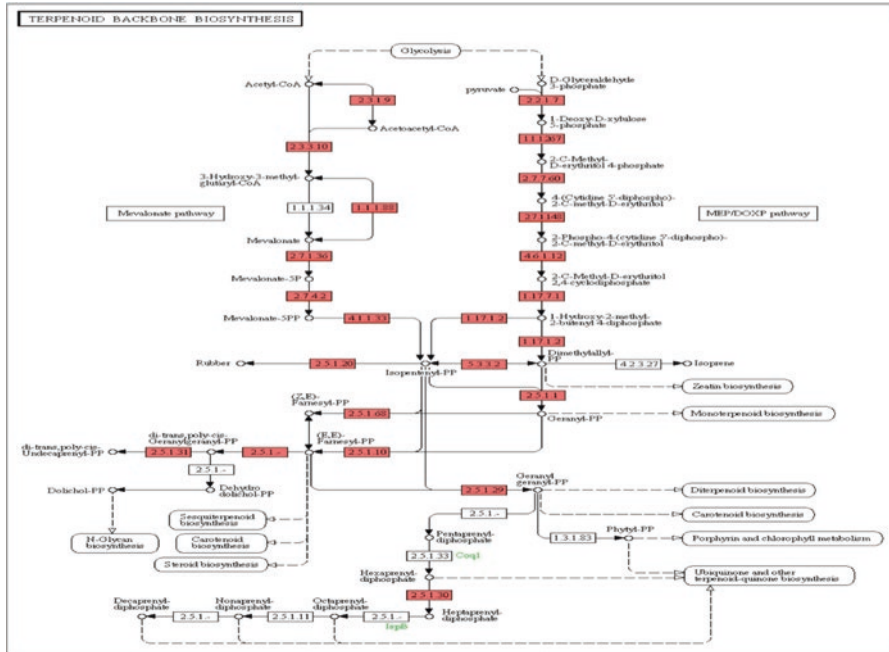 TERPENOID BACKBONE BIOSYNTHESIS
Glycolysis
Acetyl-CoA
2.3.1.9
Acetoacetyl-CoA
2.3.3.10
3-Hydroxy-3-methyl-
glutaryl-CoA
1.1.1.34
1.1.1.88
Mevalonate pathway
Mevalonate
2.7.1.36
Mevalonate-5P
2.7.4.2
Mevalonate-5PP
4.1.1.33
pyruvate
D-Glyceraldehyde
3-phosphate
2.2.1.7
1-Deoxy-D-xylulose
5-phosphate
1.1.1.267
2-C-Methyl-
D-erythritol 4-phosphate
2.7.7.60
4-(Cytidine 5'-diphospho)-
2-C-methyl-D-erythritol
2.7.1.148
MEP/DOXP pathway
2-Phospho-4-(cytidine 5'-diphospho)-
2-C-methyl-D-erythritol
4.6.1.12
2-C-Methyl-D-erythritol
2,4-cyclodiphosphate
1.17.7.1
1-Hydroxy-2-methyl-
2-butenyl 4-diphosphate
1.17.1.2
1.17.1.2
Rubber
2.5.1.20
Isopentenyl-PP
5.3.3.2
Dimethylallyl-
PP
4.2.3.27
Isoprene
Zeatin biosynthesis
2.5.1.1
(Z,E)-
Farnesyl-PP
2.5.1.68
Geranyl-PP
Monoterpenoid biosynthesis
di-trans,poly-cis-
Undecaprenyl-PP
2.5.1.31
di-trans,poly-cis-
Geranylgeranyl-PP
2.5.1.-
(E,E)-
Farnesyl-PP
2.5.1.10
2.5.1.-
Dolichol-PP
Dehydro
dolichol-PP
N-Glycan
biosynthesis
Sesquiterpenoid
biosynthesis
Carotenoid
biosynthesis
Steroid biosynthesis
2.5.1.29
Geranyl
geranyl-PP
Diterpenoid biosynthesis
Carotenoid biosynthesis
2.5.1.-
Pentaprenyl-
diphosphate
1.3.1.83
Phytyl-PP
Porphyrin and chlorophyll metabolism
2.5.1.33
Coq1
Hexaprenyl-
diphosphate
Ubiquinone and other
terpenoid-quinone biosynthesis
2.5.1.30
Heptaprenyl-
diphosphate
Decaprenyl-
diphosphate
2.5.1.-
Nonaprenyl-
diphosphate
2.5.1.11
Octaprenyl-
diphosphate
2.5.1.-
IspB